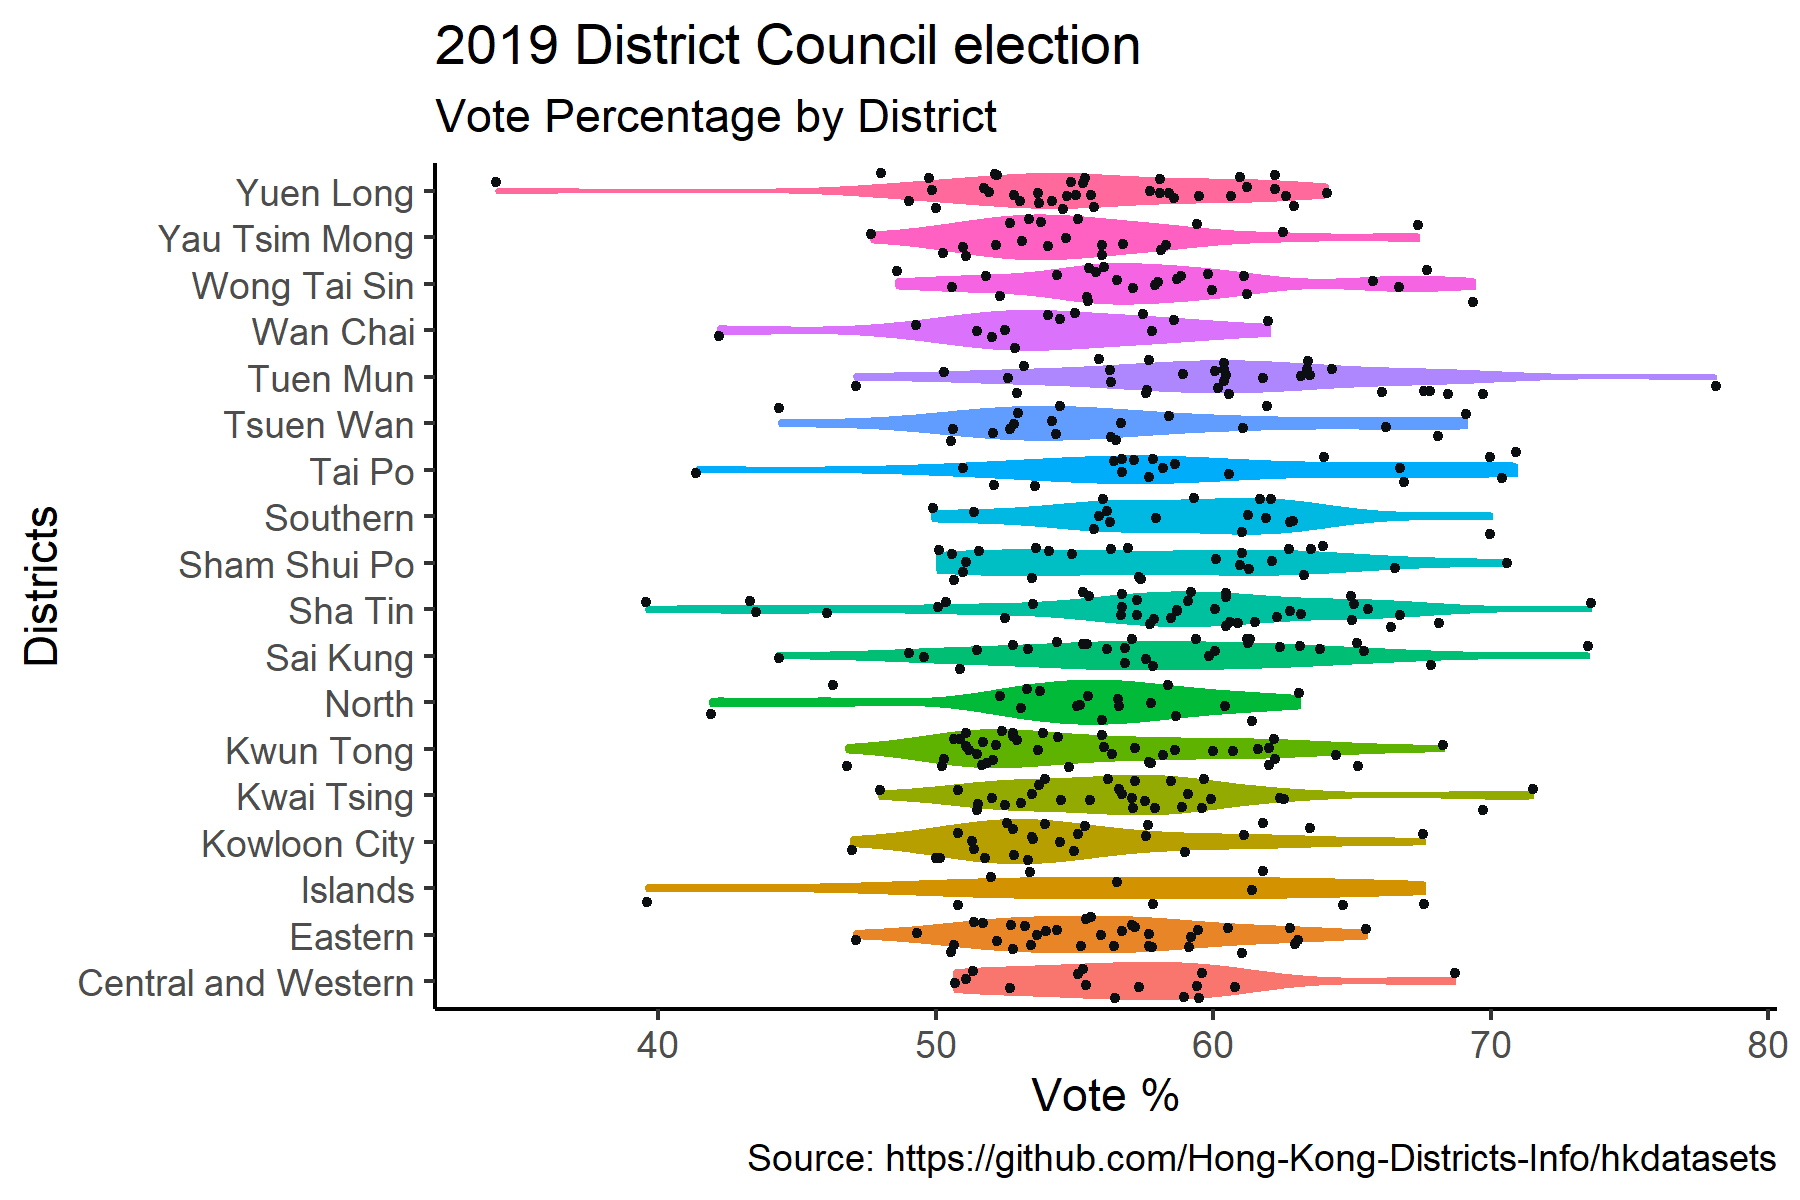 2019 District Council election
Vote Percentage by District
Districts
Yuen Long
Yau Tsim Mong
Wong Tai Sin
Wan Chai
Tuen Mun
Tsuen Wan
Tai Po
Southern
Sham Shui Po
Sha Tin
Sai Kung
North
Kwun Tong
Kwai Tsing
Kowloon City
Islands
Eastern
Central and Western
40 50 60 70 80
Vote %
Source: https://github.com/Hong-Kong-Districts-Info/hkdatasets